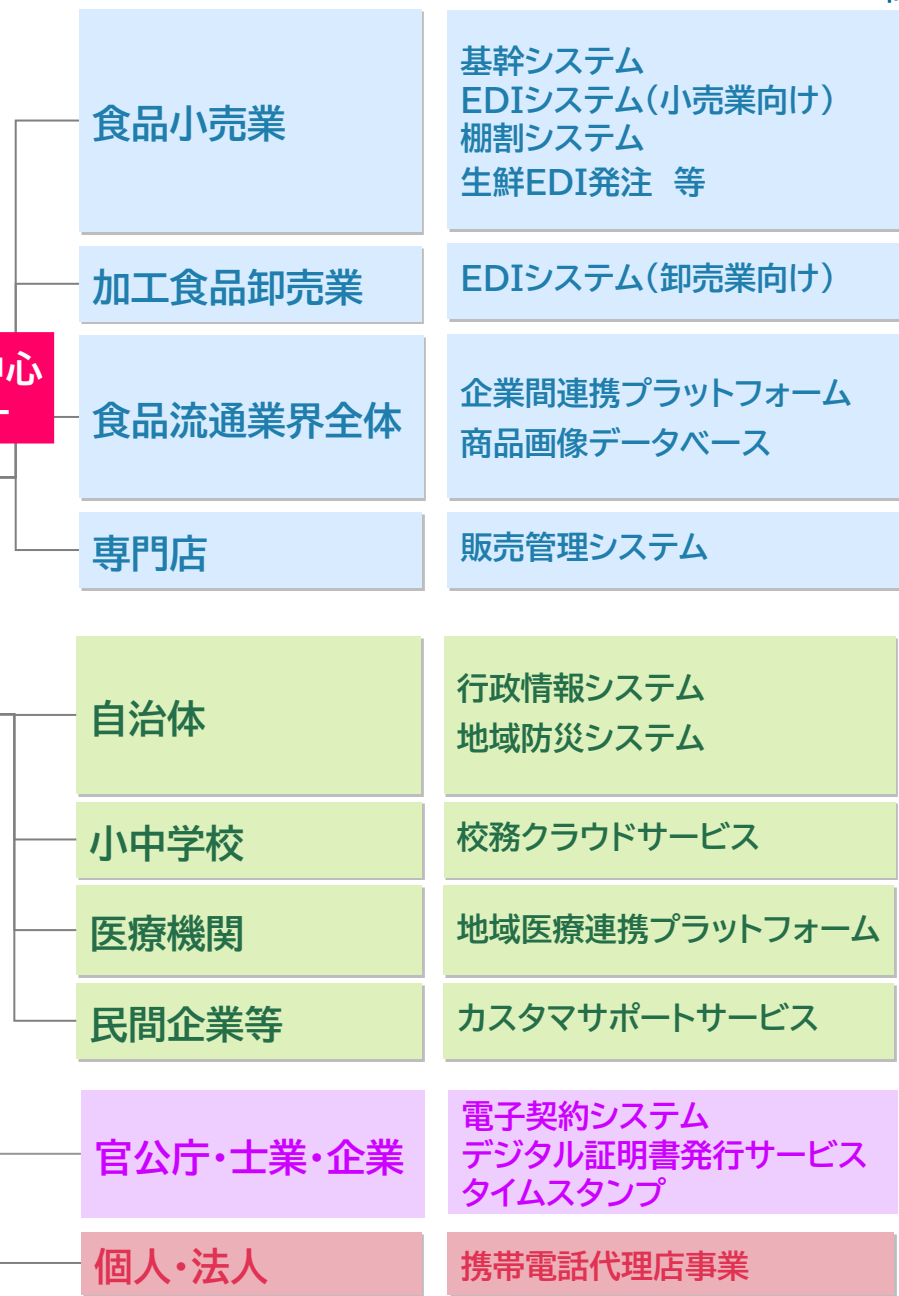 食品小売業
基幹システム
EDIシステム(小売業向け)
棚割システム
生鮮EDI発注 等
加工食品卸売業
EDIシステム(卸売業向け)
心
食品流通業界全体
企業間連携プラットフォーム
商品画像データベース
専門店
販売管理システム
自治体
行政情報システム
地域防災システム
小中学校
校務クラウドサービス
医療機関
地域医療連携プラットフォーム
民間企業等
カスタマサポートサービス
官公庁・士業・企業
電子契約システム
デジタル証明書発行サービス
タイムスタンプ
個人・法人
携帯電話代理店事業